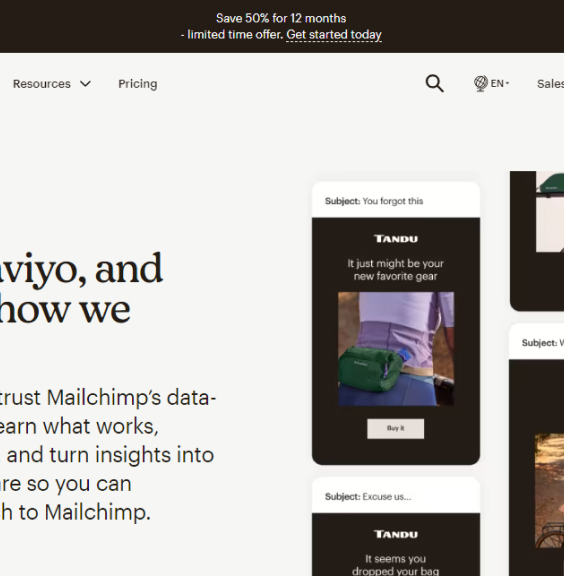 Save 50% for 12 months
- limited time offer. Get started today
Resources
Pricing
EN
Sales
aviyo, and
how we
trust Mailchimp's data-
earn what works,
and turn insights into
are so you can
ch to Mailchimp.
Subject: You forgot this
TANDU
It just might be your
new favorite gear
Buy it
Subject: Excuse us...
TANDU
It seems you
dropped your bag
Subject: W